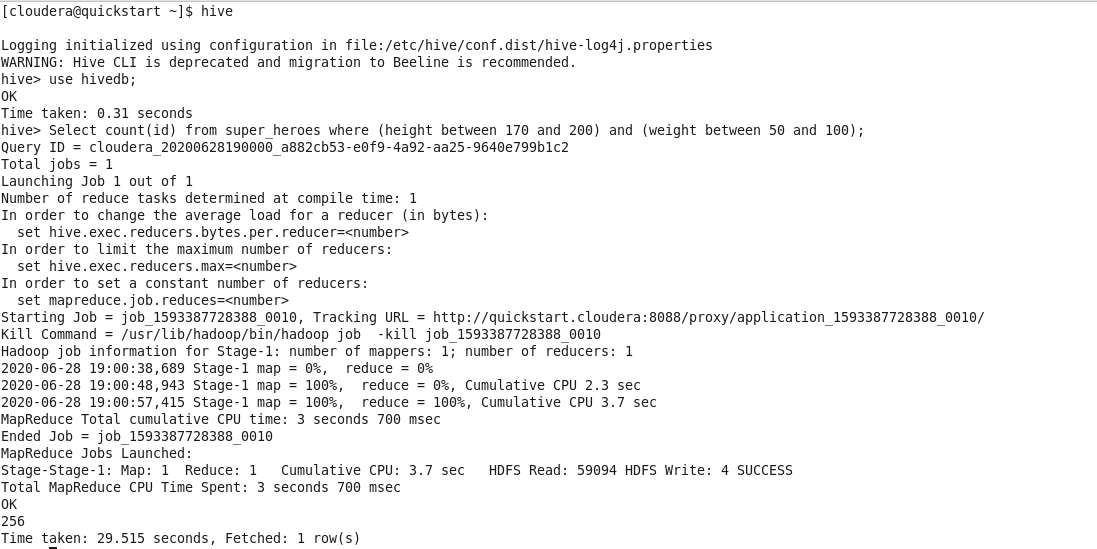 [cloudera@quickstart ~]$ hive
Logging initialized using configuration in file:/etc/hive/conf.dist/hive-log4j.properties
WARNING: Hive CLI is deprecated and migration to Beeline is recommended.
hive> use hivedb;
OK
Time taken: 0.31 seconds
hive> Select count(id) from super_heroes where (height between 170 and 200) and (weight between 50 and 100);
Query ID = cloudera_20200628190000_a882cb53-e0f9-4a92-aa25-9640e799b1c2
Total jobs = 1
Launching Job 1 out of 1
Number of reduce tasks determined at compile time: 1
In order to change the average load for a reducer (in bytes):
  set hive.exec.reducers.bytes.per.reducer=<number>
In order to limit the maximum number of reducers:
  set hive.exec.reducers.max=<number>
In order to set a constant number of reducers:
  set mapreduce.job.reduces=<number>
Starting Job = job_1593387728388_0010, Tracking URL = http://quickstart.cloudera:8088/proxy/application_1593387728388_0010/
Kill Command = /usr/lib/hadoop/bin/hadoop job  -kill job_1593387728388_0010
Hadoop job information for Stage-1: number of mappers: 1; number of reducers: 1
2020-06-28 19:00:38,689 Stage-1 map = 0%,  reduce = 0%
2020-06-28 19:00:48,943 Stage-1 map = 100%,  reduce = 0%, Cumulative CPU 2.3 sec
2020-06-28 19:00:57,415 Stage-1 map = 100%,  reduce = 100%, Cumulative CPU 3.7 sec
MapReduce Total cumulative CPU time: 3 seconds 700 msec
Ended Job = job_1593387728388_0010
MapReduce Jobs Launched:
Stage-Stage-1: Map: 1  Reduce: 1   Cumulative CPU: 3.7 sec   HDFS Read: 59094 HDFS Write: 4 SUCCESS
Total MapReduce CPU Time Spent: 3 seconds 700 msec
OK
256
Time taken: 29.515 seconds, Fetched: 1 row(s)